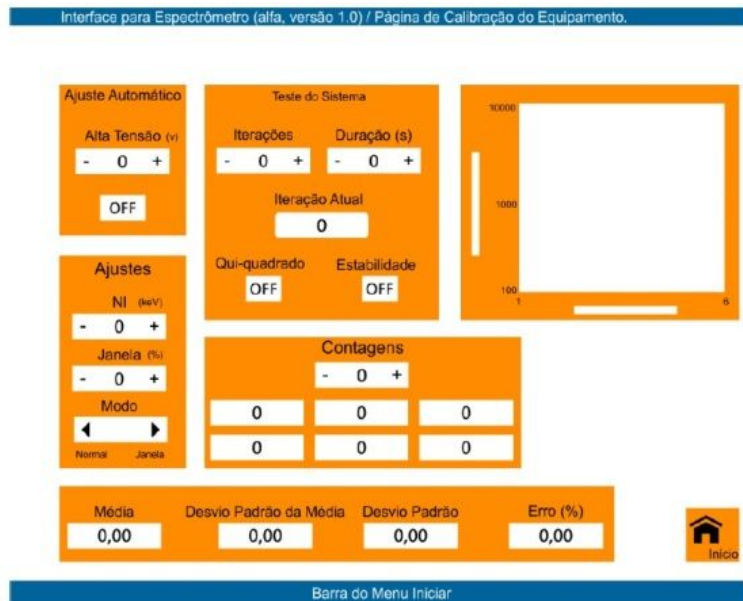 Interface para Espectrômetro (alfa, versão 1.0) / Página de Calibração do Equipamento.
Ajuste Automático
Alta Tensão (v)
- 0 +
OFF
Teste do Sistema
Iterações Duração (s)
- 0 + - 0 +
Iteração Atual
0
Qui-quadrado Estabilidade
OFF OFF
10000
1000
100
1 6
Ajustes
NI (keV)
- 0 +
Janela (%)
- 0 +
Modo
Normal Janela
Contagens
- 0 +
0 0 0
0 0 0
Média Desvio Padrão da Média Desvio Padrão Erro (%)
0,00 0,00 0,00 0,00
Início
Barra do Menu Iniciar